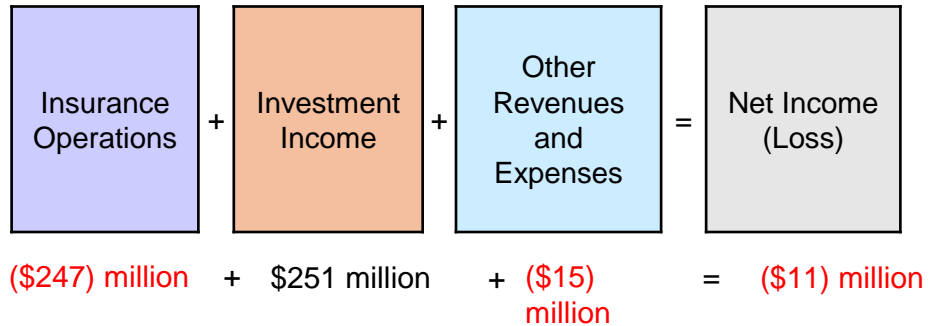 Insurance
Operations
+
Investment
Income
+
Other
Revenues
and
Expenses
=
Net Income
(Loss)
($247) million + $251 million + ($15)
million
= ($11) million